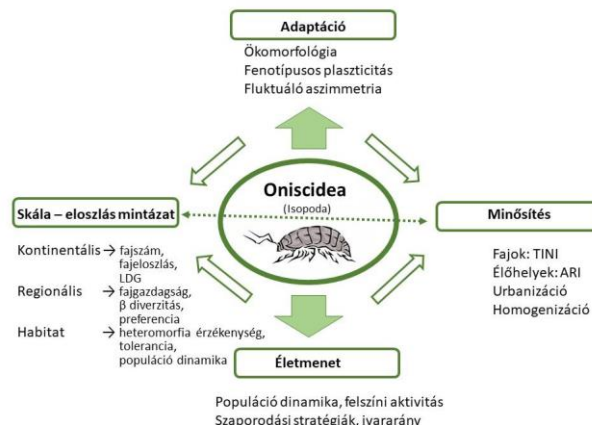 Adaptáció
Ökomorfológia
Fenotípusos plaszticitás
Fluktuáló aszimmetria
Oniscidea
(Isopoda)
Skála – eloszlás mintázat
Kontinentális → fajszám,
fajeloszlás,
LDG
Regionális → fajgazdagság,
β diverzitás,
preferencia
Habitat → heteromorfia érzékenység,
tolerancia,
populáció dinamika
Minősítés
Fajok: TINI
Élőhelyek: ARI
Urbanizáció
Homogenizáció
Életmenet
Populáció dinamika, felszíni aktivitás
Szaporodási stratégiák, ivararány